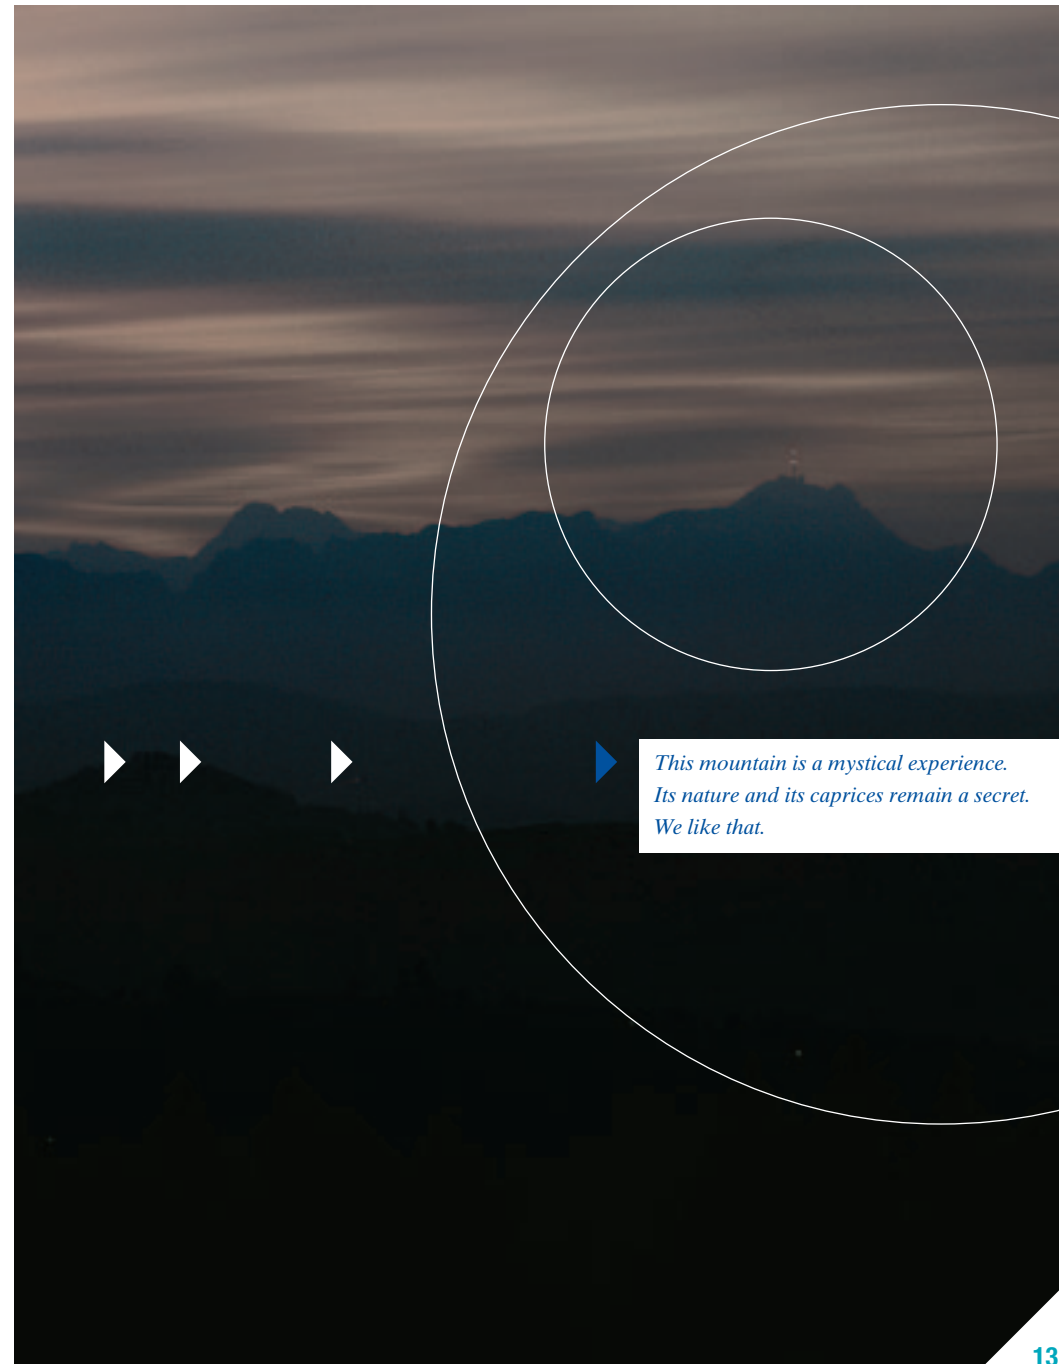 This mountain is a mystical experience.
Its nature and its caprices remain a secret.
We like that.
13